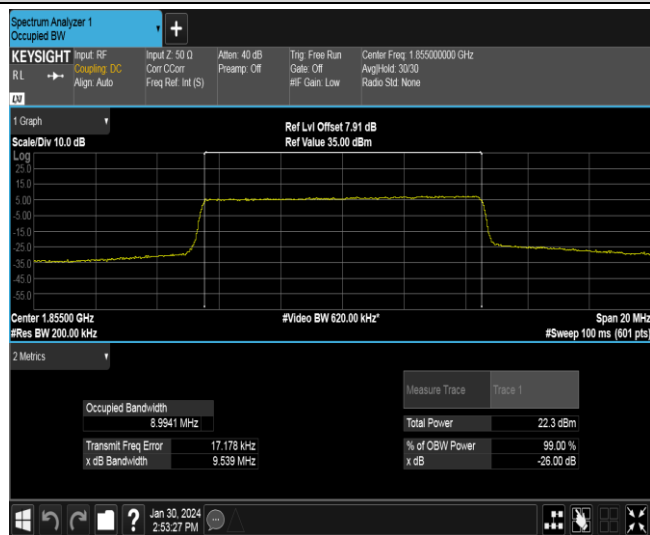 Spectrum Analyzer 1
Occupied BW
+
KEYSIGHT Input: RF Input Z: 50 Ω Atten: 40 dB Trig: Free Run Center Freq: 1.855000000 GHz
RL Coupling: DC Corr CCorr Preamp: Off Gate: Off Avg|Hold: 30/30
Align: Auto Freq Ref: Int (S) #IF Gain: Low Radio Std: None
LXI
1 Graph
Ref Lvl Offset 7.91 dB
Scale/Div 10.0 dB Ref Value 35.00 dBm
Log
25.0
15.0
5.00
-5.00
-15.0
-25.0
-35.0
-45.0
-55.0
Center 1.85500 GHz #Video BW 620.00 kHz* Span 20 MHz
#Res BW 200.00 kHz #Sweep 100 ms (601 pts)
2 Metrics
Measure Trace Trace 1
Occupied Bandwidth
8.9941 MHz Total Power 22.3 dBm
Transmit Freq Error 17.178 kHz % of OBW Power 99.00 %
x dB Bandwidth 9.539 MHz x dB -26.00 dB
? Jan 30, 2024
2:53:27 PM